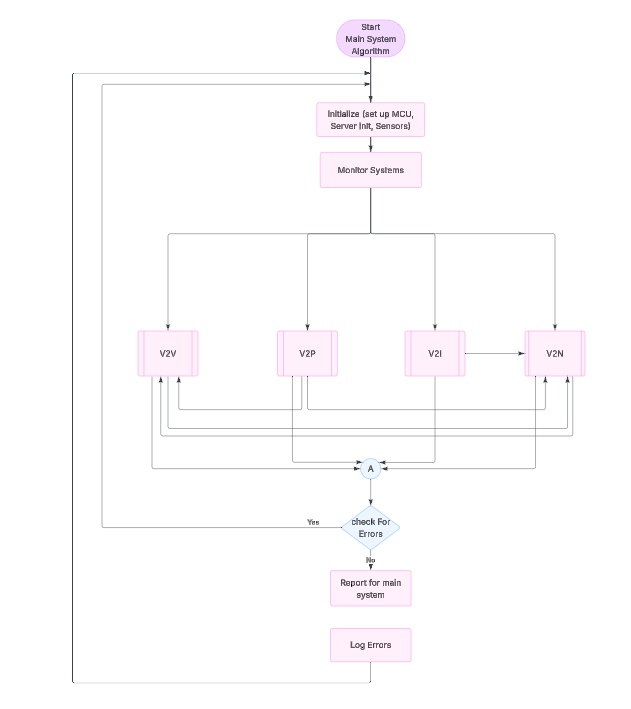 Start
Main System
Algorithm
Initialize (set up MCU,
Server init, Sensors)
Monitor Systems
V2V
V2P
V2I
V2N
A
Yes
check For
Errors
No
Report for main
system
Log Errors